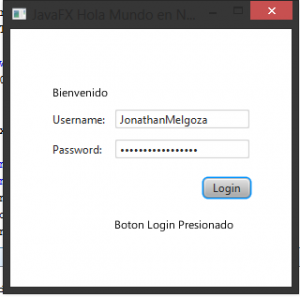 JavaFX Hola Mundo en N...
Bienvenido
Username: JonathanMelgoza
Password: •••••••••••••••••
Login
Boton Login Presionado